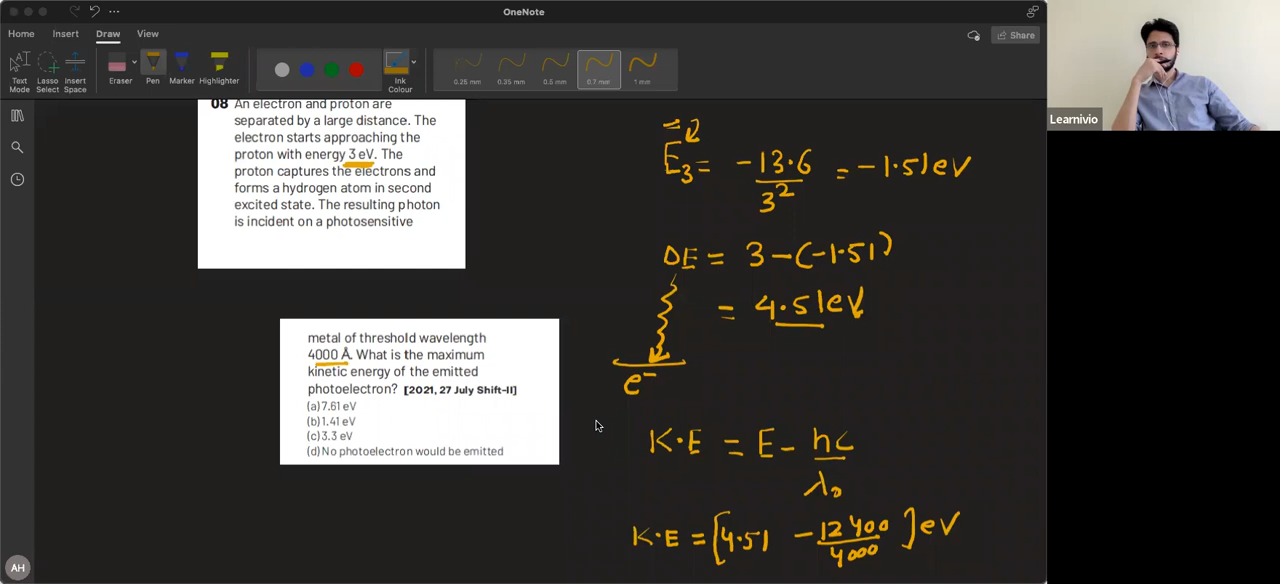 OneNote
Home Insert Draw View
Share
Text Mode
Lasso Select
Insert Space
Eraser
Pen
Marker
Highlighter
Ink Colour
0.25 mm
0.35 mm
0.5 mm
0.7 mm
1 mm
Learnivio
08 An electron and proton are
separated by a large distance. The
electron starts approaching the
proton with energy 3 eV. The
proton captures the electrons and
forms a hydrogen atom in second
excited state. The resulting photon
is incident on a photosensitive
metal of threshold wavelength
4000 Å. What is the maximum
kinetic energy of the emitted
photoelectron? [2021, 27 July Shift-II]
(a) 7.61 eV
(b) 1.41 eV
(c) 3.3 eV
(d) No photoelectron would be emitted
E₃ = -13.6/3² = -1.51eV
ΔE = 3-(-1.51)
= 4.51eV
e⁻
K.E = E - hc/λ₀
K.E = [4.51 - 12400/4000] eV
AH